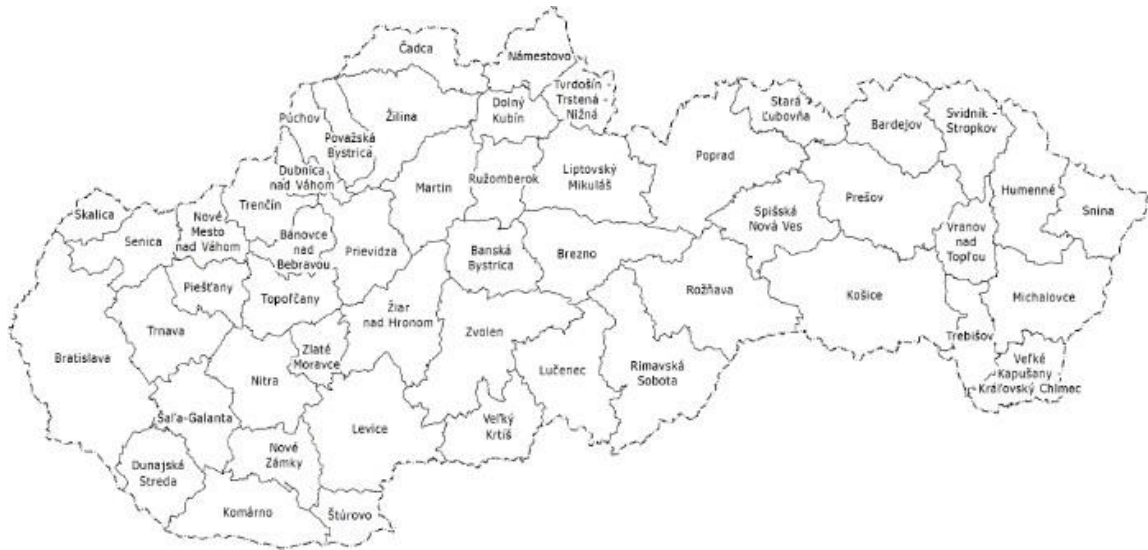 Čadca
Námestovo
Tvrdošín -
Trstená -
Nižná
Dolný
Kubín
Žilina
Púchov
Považská
Bystrica
Dubnica
nad Váhom
Martin
Ružomberok
Liptovský
Mikuláš
Poprad
Stará
Ľubovňa
Bardejov
Svidník -
Stropkov
Humenné
Snina
Prešov
Spišská
Nová Ves
Vranov
nad
Topľou
Skalica
Senica
Nové
Mesto
nad Váhom
Trenčín
Bánovce
nad
Bebravou
Prievidza
Banská
Bystrica
Brezno
Rožňava
Košice
Michalovce
Piešťany
Topoľčany
Žiar
nad Hronom
Zvolen
Trnava
Bratislava
Zlaté
Moravce
Nitra
Lučenec
Rimavská
Sobota
Trebišov
Veľké
Kapušany
Kráľovský Chlmec
Šaľa-Galanta
Levice
Veľký
Krtíš
Nové
Zámky
Dunajská
Streda
Komárno
Štúrovo